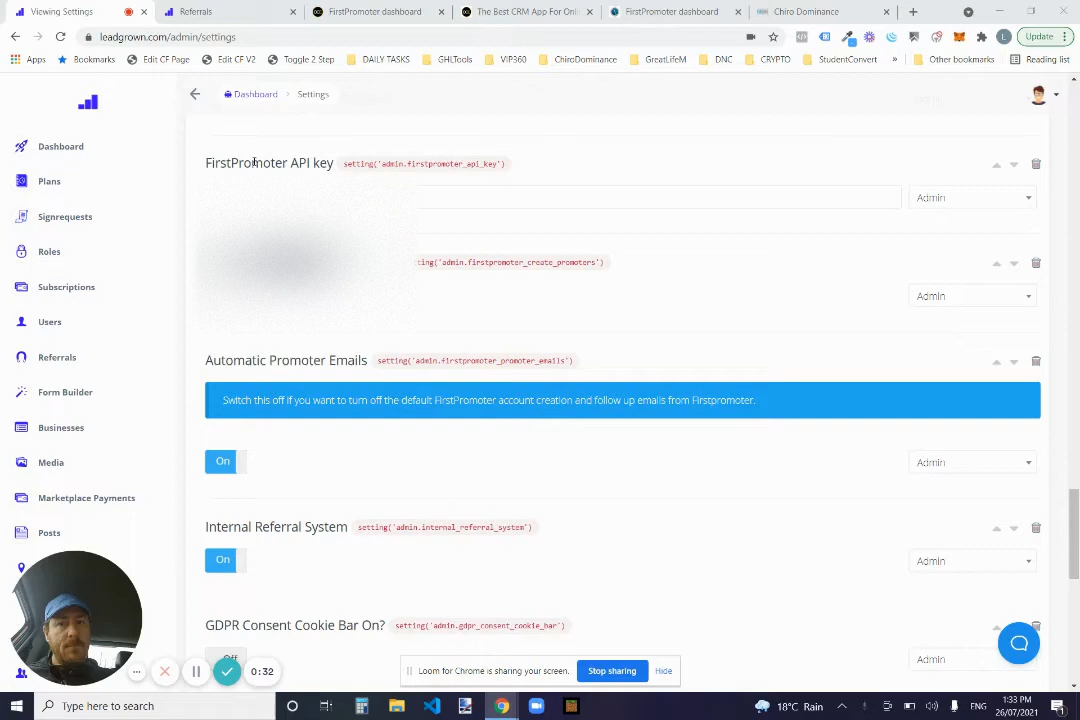 Viewing Settings
Referrals
FirstPromoter dashboard
The Best CRM App For Onli
FirstPromoter dashboard
Chiro Dominance
leadgrown.com/admin/settings
Update
Apps
Bookmarks
Edit CF Page
Edit CF V2
Toggle 2 Step
DAILY TASKS
GHLTools
VIP360
ChiroDominance
GreatLifeM
DNC
CRYPTO
StudentConvert
»
Other bookmarks
Reading list
Dashboard > Settings
Dashboard
Plans
Signrequests
Roles
Subscriptions
Users
Referrals
Form Builder
Businesses
Media
Marketplace Payments
Posts
FirstPromoter API key setting('admin.firstpromoter_api_key')
Admin
ting('admin.firstpromoter_create_promoters')
Admin
Automatic Promoter Emails setting('admin.firstpromoter_promoter_emails')
Switch this off if you want to turn off the default FirstPromoter account creation and follow up emails from Firstpromoter.
On
Admin
Internal Referral System setting('admin.internal_referral_system')
On
Admin
GDPR Consent Cookie Bar On? setting('admin.gdpr_consent_cookie_bar')
Off
Admin
0:32
Loom for Chrome is sharing your screen.
Stop sharing
Hide
Type here to search
18°C Rain
ENG
1:33 PM
26/07/2021